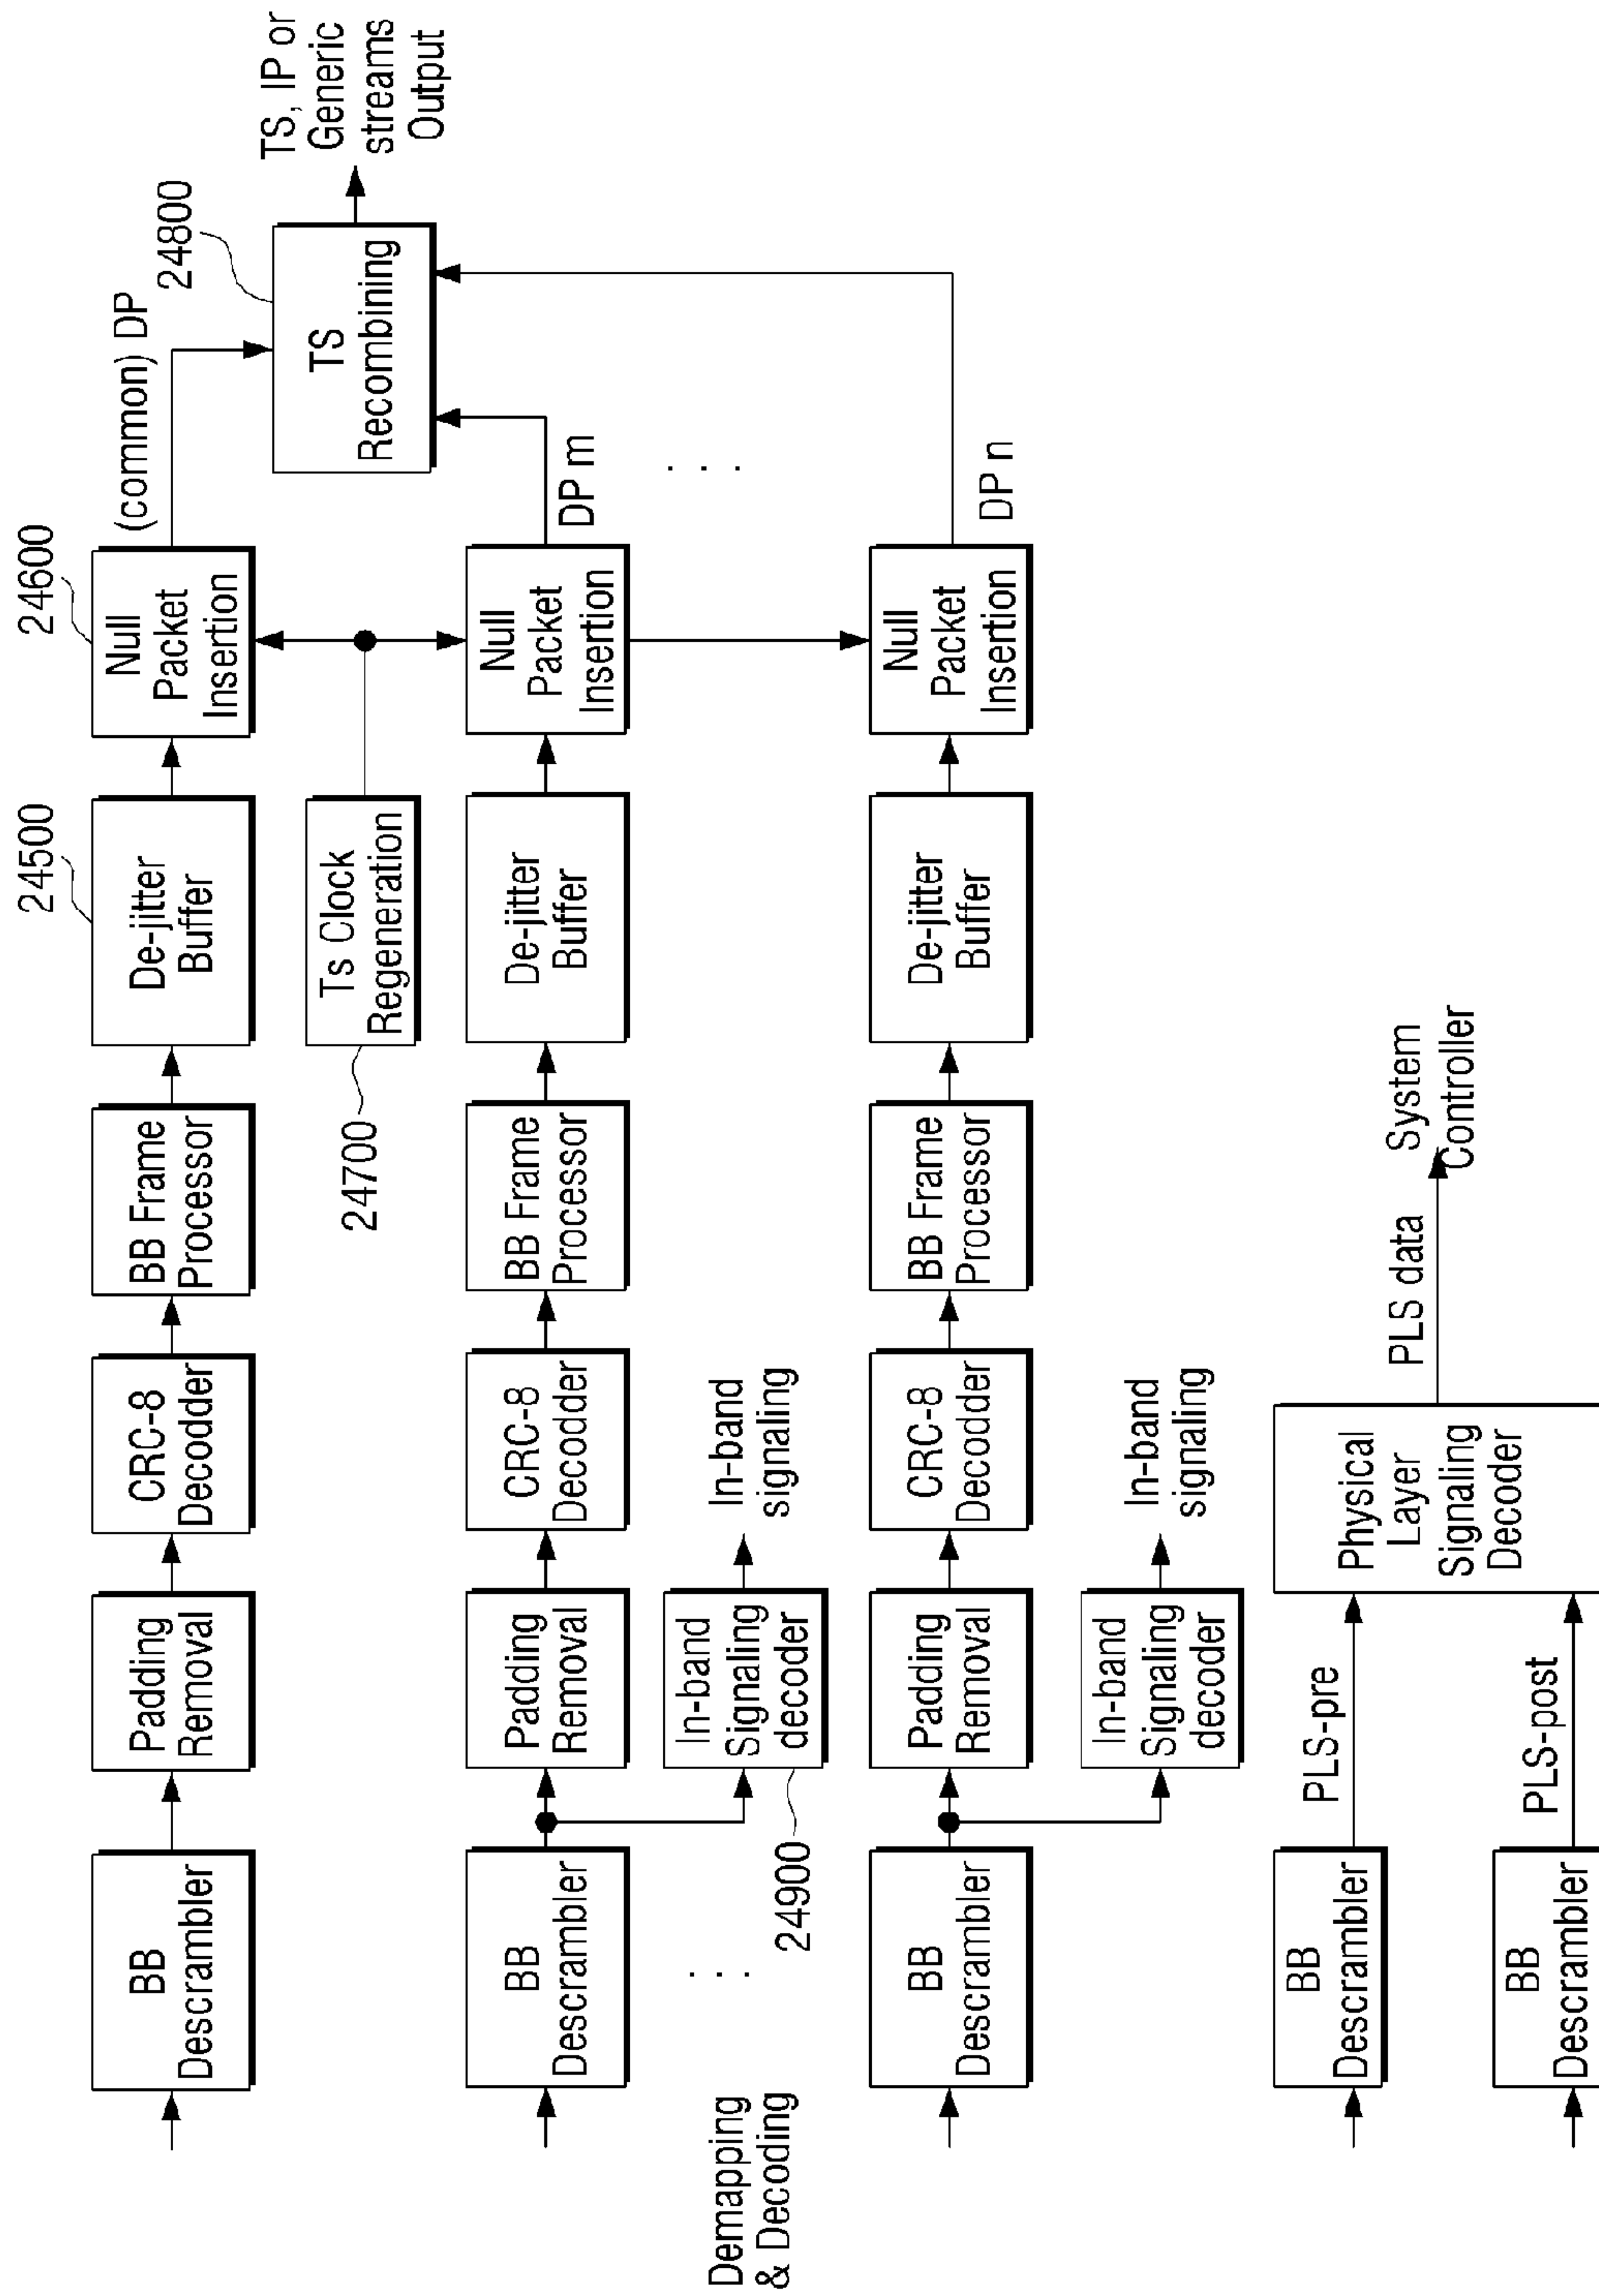 24500
24600
(common) DP
24800
BB
Descrambler
Padding
Removal
CRC-8
Decodder
BB Frame
Processor
De-jitter
Buffer
Null
Packet
Insertion
TS
Recombining
TS, IP or
Generic
streams
Output
24700
Ts Clock
Regeneration
BB
Descrambler
Padding
Removal
CRC-8
Decodder
BB Frame
Processor
De-jitter
Buffer
Null
Packet
Insertion
DP m
. . .
Demapping
& Decoding
. . .
24900
In-band
Signaling
decoder
In-band
signaling
BB
Descrambler
Padding
Removal
CRC-8
Decodder
BB Frame
Processor
De-jitter
Buffer
Null
Packet
Insertion
DP n
In-band
Signaling
decoder
In-band
signaling
BB
Descrambler
PLS-pre
Physical
Layer
Signaling
Decoder
PLS data
System
Controller
BB
Descrambler
PLS-post